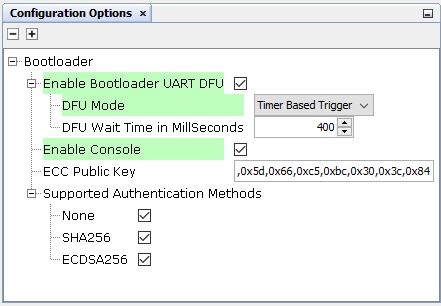 Configuration Options ×
Bootloader
Enable Bootloader UART DFU
DFU Mode Timer Based Trigger
DFU Wait Time in MillSeconds 400
Enable Console
ECC Public Key ,0x5d,0x66,0xc5,0xbc,0x30,0x3c,0x84
Supported Authentication Methods
None
SHA256
ECDSA256